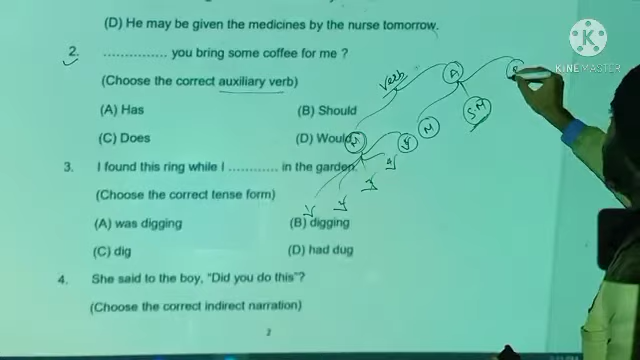 (D) He may be given the medicines by the nurse tomorrow.
2. ................ you bring some coffee for me ?
(Choose the correct auxiliary verb)
(A) Has (B) Should
(C) Does (D) Would
3. I found this ring while I ............ in the garden.
(Choose the correct tense form)
(A) was digging (B) digging
(C) dig (D) had dug
4. She said to the boy, "Did you do this"?
(Choose the correct indirect narration)
2
Verb
A
M
S.M
M
K
KINEMASTER